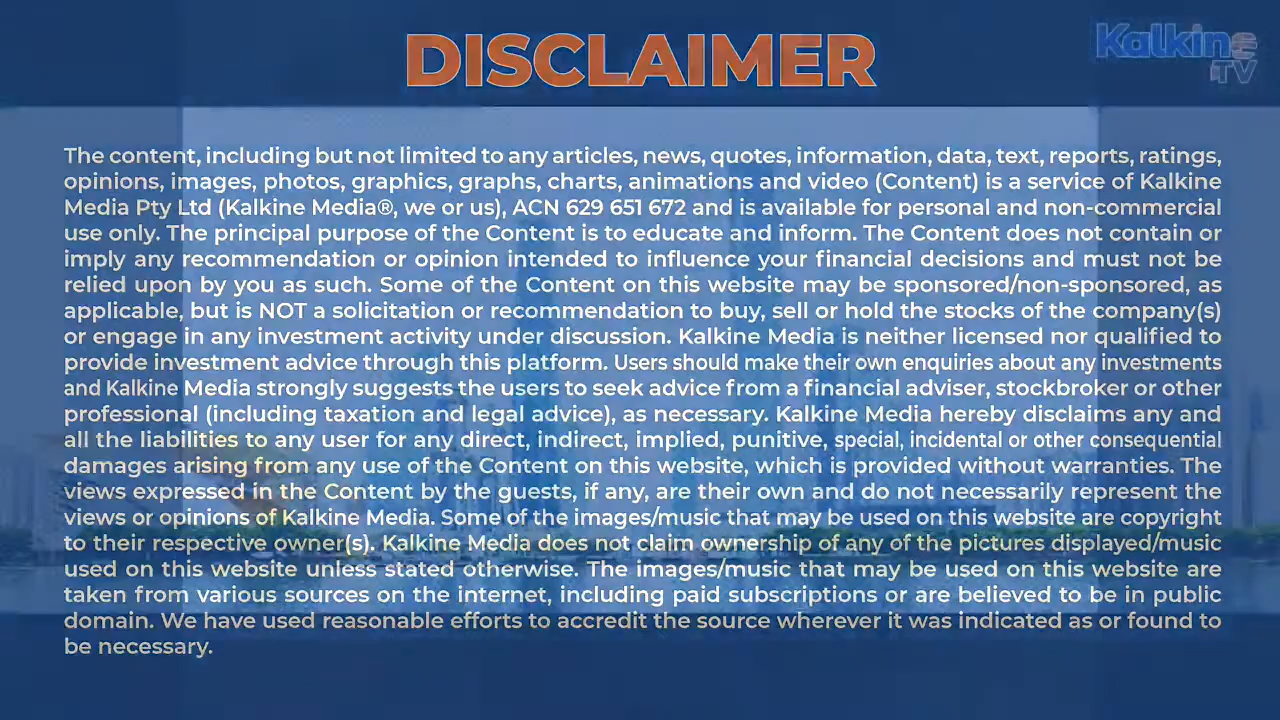 DISCLAIMER
Kalkine
TV
The content, including but not limited to any articles, news, quotes, information, data, text, reports, ratings,
opinions, images, photos, graphics, graphs, charts, animations and video (Content) is a service of Kalkine
Media Pty Ltd (Kalkine Media®, we or us), ACN 629 651 672 and is available for personal and non-commercial
use only. The principal purpose of the Content is to educate and inform. The Content does not contain or
imply any recommendation or opinion intended to influence your financial decisions and must not be
relied upon by you as such. Some of the Content on this website may be sponsored/non-sponsored, as
applicable, but is NOT a solicitation or recommendation to buy, sell or hold the stocks of the company(s)
or engage in any investment activity under discussion. Kalkine Media is neither licensed nor qualified to
provide investment advice through this platform. Users should make their own enquiries about any investments
and Kalkine Media strongly suggests the users to seek advice from a financial adviser, stockbroker or other
professional (including taxation and legal advice), as necessary. Kalkine Media hereby disclaims any and
all the liabilities to any user for any direct, indirect, implied, punitive, special, incidental or other consequential
damages arising from any use of the Content on this website, which is provided without warranties. The
views expressed in the Content by the guests, if any, are their own and do not necessarily represent the
views or opinions of Kalkine Media. Some of the images/music that may be used on this website are copyright
to their respective owner(s). Kalkine Media does not claim ownership of any of the pictures displayed/music
used on this website unless stated otherwise. The images/music that may be used on this website are
taken from various sources on the internet, including paid subscriptions or are believed to be in public
domain. We have used reasonable efforts to accredit the source wherever it was indicated as or found to
be necessary.